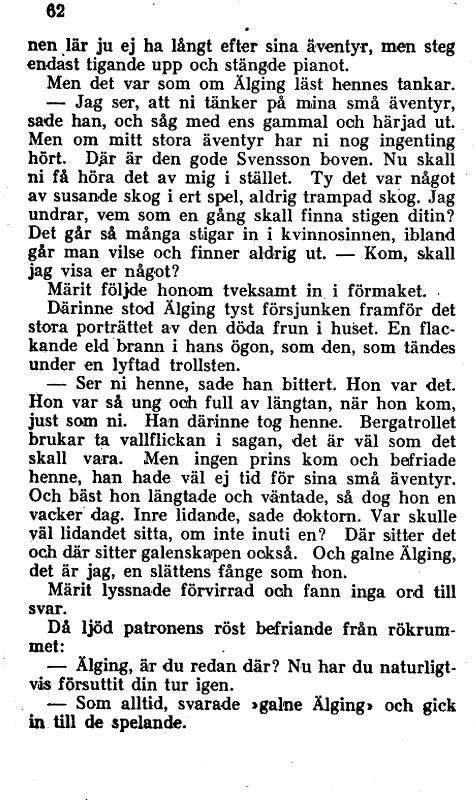 62
nen lär ju ej ha långt efter sina äventyr, men steg
endast tigande upp och stängde pianot.
Men det var som om Älging läst hennes tankar.
— Jag ser, att ni tänker på mina små äventyr,
sade han, och såg med ens gammal och härjad ut.
Men om mitt stora äventyr har ni nog ingenting
hört. Där är den gode Svensson boven. Nu skall
ni få höra det av mig i stället. Ty det var något
av susande skog i ert spel, aldrig trampad skog. Jag
undrar, vem som en gång skall finna stigen ditin?
Det går så många stigar in i kvinnosinnen, ibland
går man vilse och finner aldrig ut. — Kom, skall
jag visa er något?
Märit följde honom tveksamt in i förmaket.
Därinne stod Älging tyst försjunken framför det
stora porträttet av den döda frun i huset. En flac-
kande eld brann i hans ögon, som den, som tändes
under en lyftad trollsten.
— Ser ni henne, sade han bittert. Hon var det.
Hon var så ung och full av längtan, när hon kom,
just som ni. Han därinne tog henne. Bergatrollet
brukar ta vallflickan i sagan, det är väl som det
skall vara. Men ingen prins kom och befriade
henne, han hade väl ej tid för sina små äventyr.
Och bäst hon längtade och väntade, så dog hon en
vacker dag. Inre lidande, sade doktorn. Var skulle
väl lidandet sitta, om inte inuti en? Där sitter det
och där sitter galenskapen också. Och galne Älging,
det är jag, en slättens fånge som hon.
Märit lyssnade förvirrad och fann inga ord till
svar.
Då ljöd patronens röst befriande från rökrum-
met:
— Älging, är du redan där? Nu har du naturligt-
vis försuttit din tur igen.
— Som alltid, svarade »galne Älging» och gick
in till de spelande.